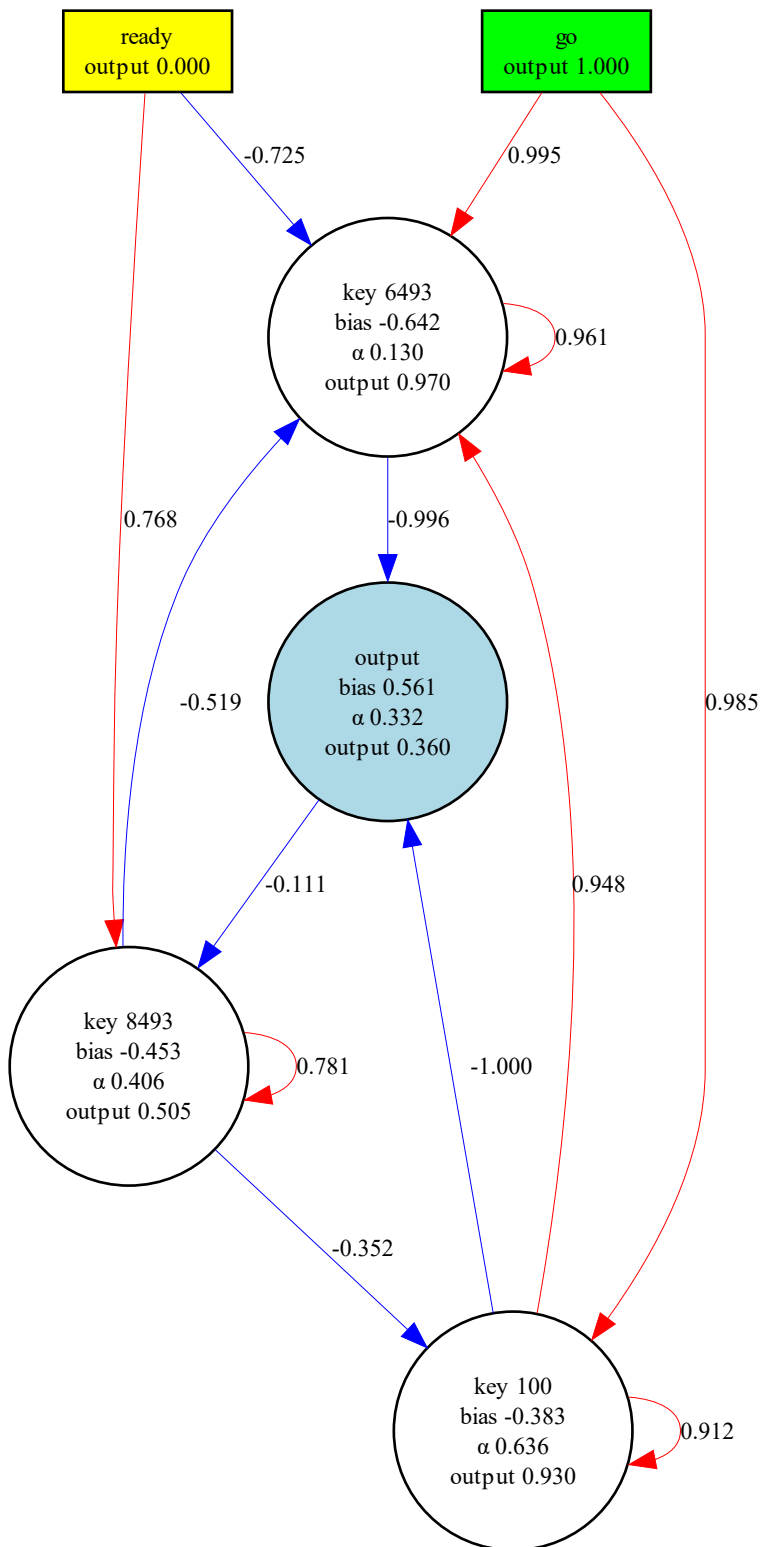 ready
output 0.000
go
output 1.000
-0.725
0.995
key 6493
bias -0.642
α 0.130
output 0.970
0.961
0.768
-0.996
-0.519
output
bias 0.561
α 0.332
output 0.360
0.985
-0.111
0.948
key 8493
bias -0.453
α 0.406
output 0.505
0.781
-1.000
-0.352
key 100
bias -0.383
α 0.636
output 0.930
0.912